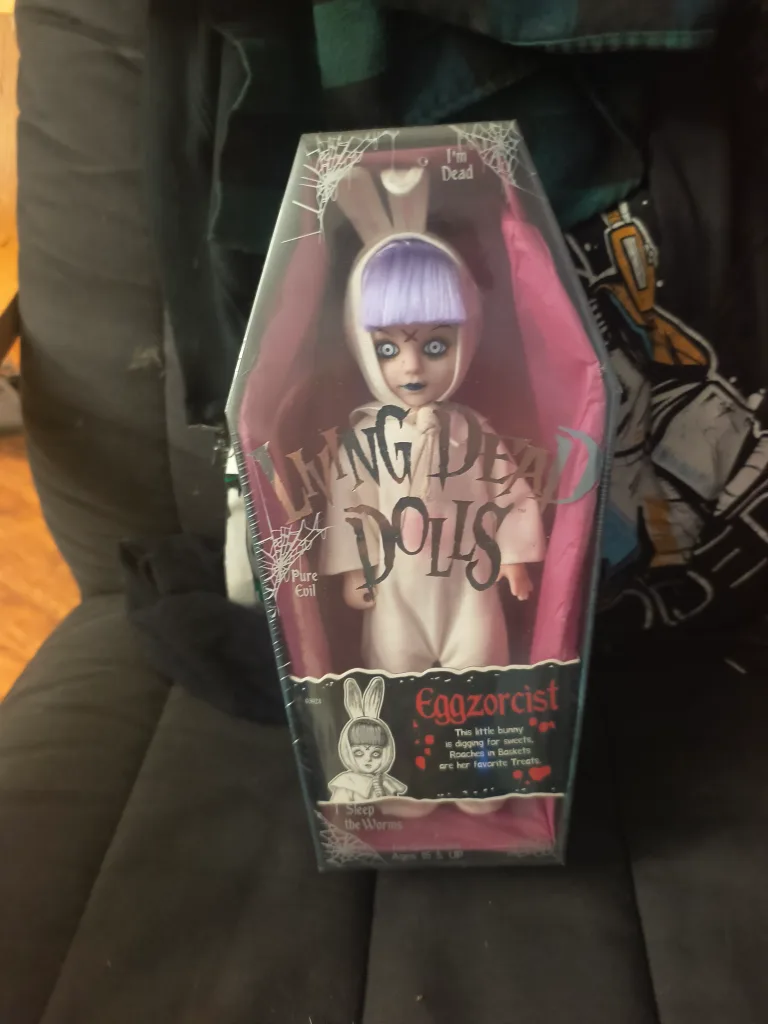 I'm
Dead
LIVING DEAD
DOLLS
Pure
Evil
Eggzorcist
This little bunny
is digging for sweets,
Roaches in Baskets
are her favorite Treats.
Sleep
the Worms